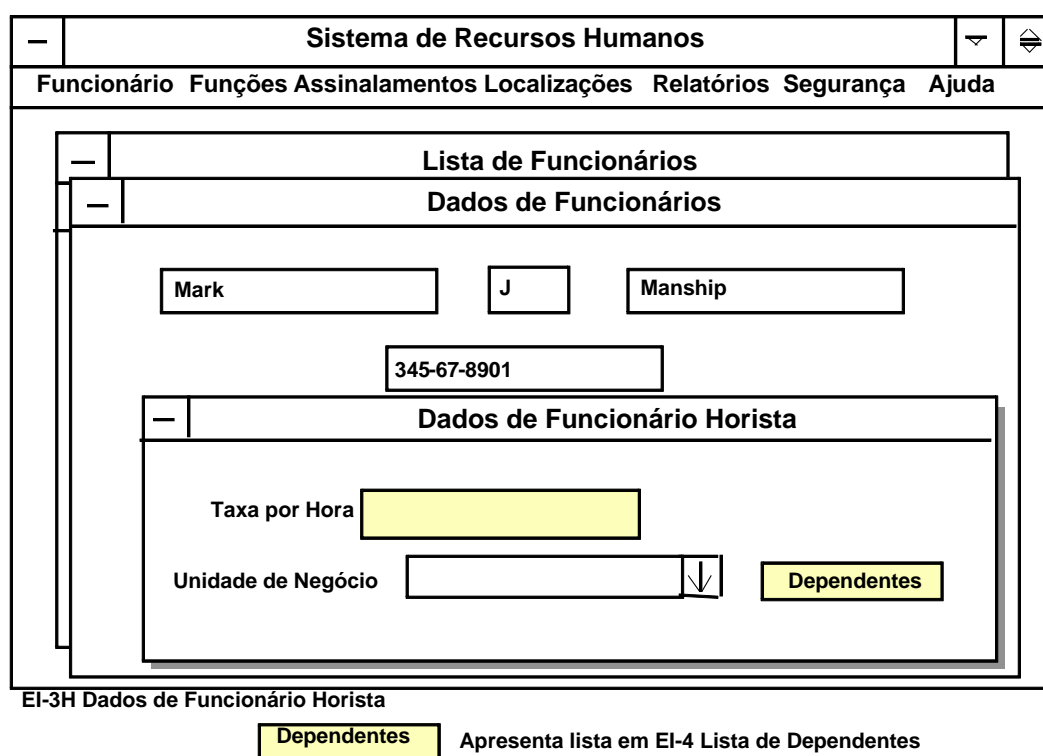 Sistema de Recursos Humanos
Funcionário Funções Assinalamentos Localizações Relatórios Segurança Ajuda
Lista de Funcionários
Dados de Funcionários
Mark J Manship
345-67-8901
Dados de Funcionário Horista
Taxa por Hora
Unidade de Negócio Dependentes
EI-3H Dados de Funcionário Horista
Dependentes Apresenta lista em EI-4 Lista de Dependentes